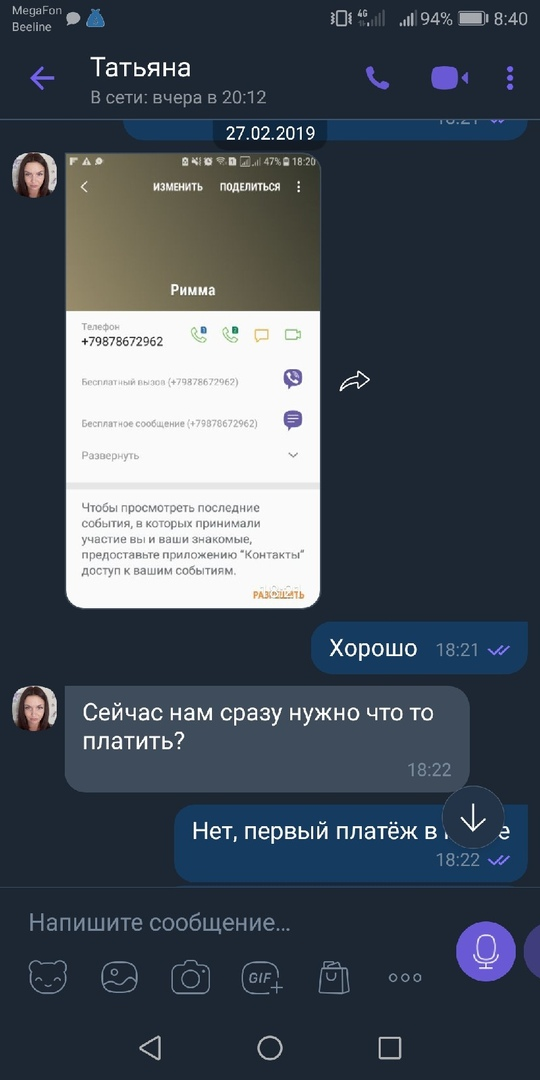 MegaFon
Beeline
4G
94%
8:40
Татьяна
В сети: вчера в 20:12
27.02.2019
47%
18:20
ИЗМЕНИТЬ ПОДЕЛИТЬСЯ
Римма
Телефон
+79878672962
Бесплатный вызов (+79878672962)
Бесплатное сообщение (+79878672962)
Развернуть
Чтобы просмотреть последние
события, в которых принимали
участие вы и ваши знакомые,
предоставьте приложению "Контакты"
доступ к вашим событиям.
Хорошо 18:21
Сейчас нам сразу нужно что то
платить?
18:22
Нет, первый платёж в
18:22
Напишите сообщение...
GIF